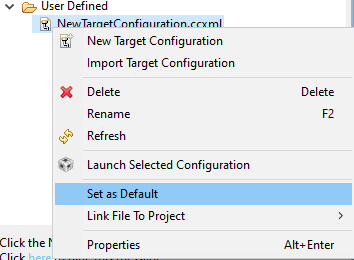 User Defined
NewTargetConfiguration.ccxml
New Target Configuration
Import Target Configuration
Delete Delete
Rename F2
Refresh
Launch Selected Configuration
Set as Default
Link File To Project
Properties Alt+Enter
Click the
Click here